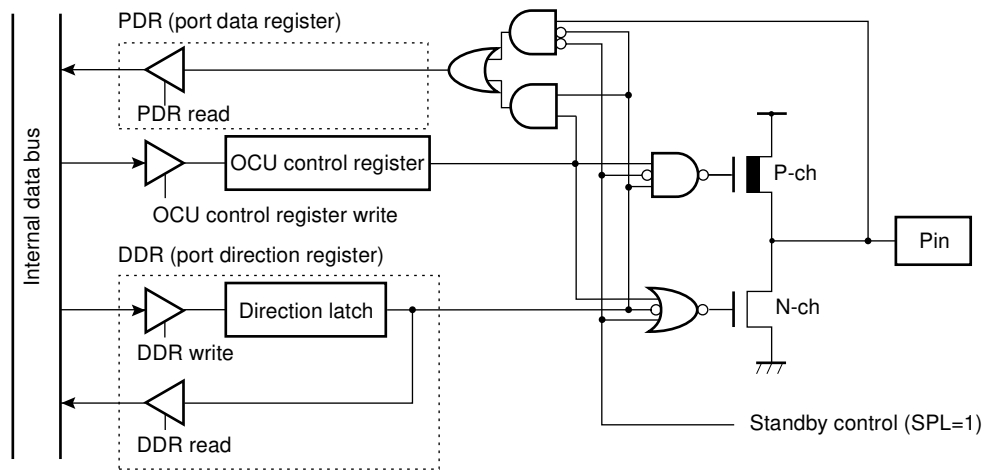 PDR (port data register)
PDR read
OCU control register
OCU control register write
Internal data bus
DDR (port direction register)
Direction latch
DDR write
DDR read
P-ch
Pin
N-ch
Standby control (SPL=1)